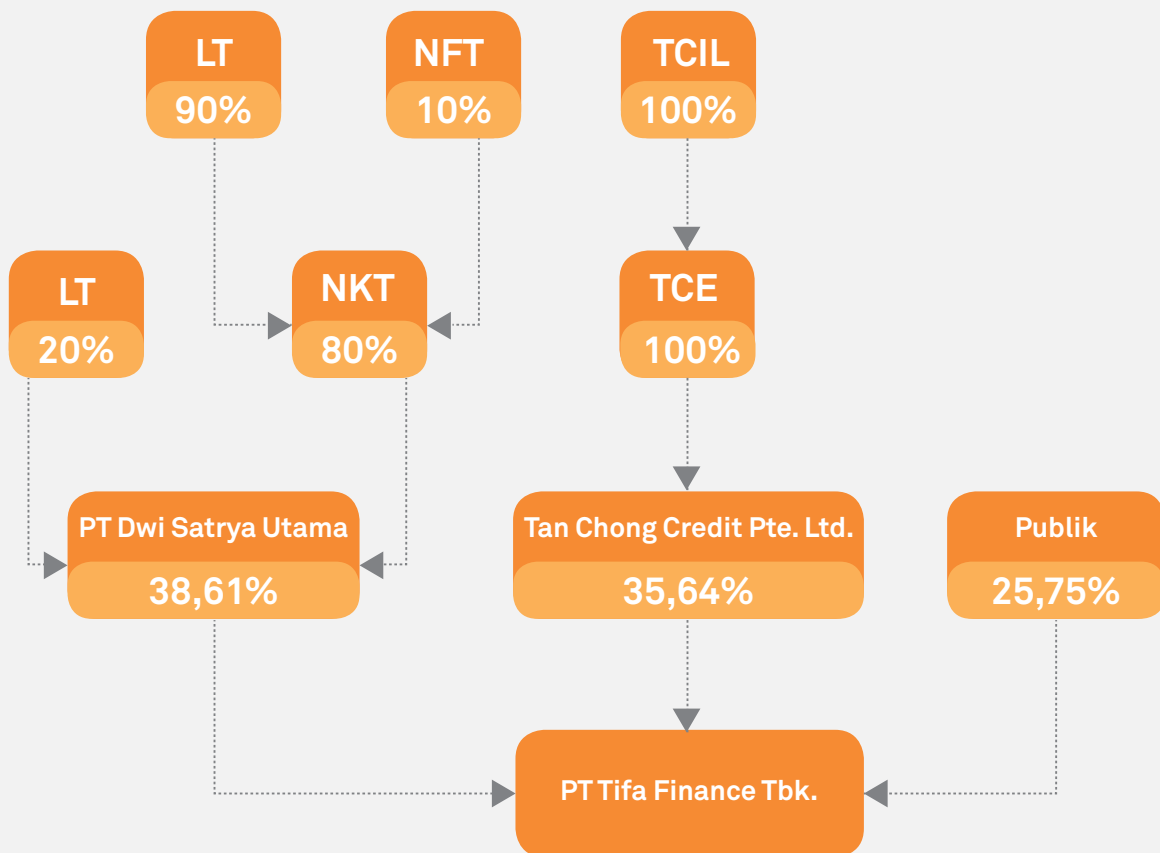 LT
90%
NFT
10%
TCIL
100%
LT
20%
NKT
80%
TCE
100%
PT Dwi Satrya Utama
38,61%
Tan Chong Credit Pte. Ltd.
35,64%
Publik
25,75%
PT Tifa Finance Tbk.